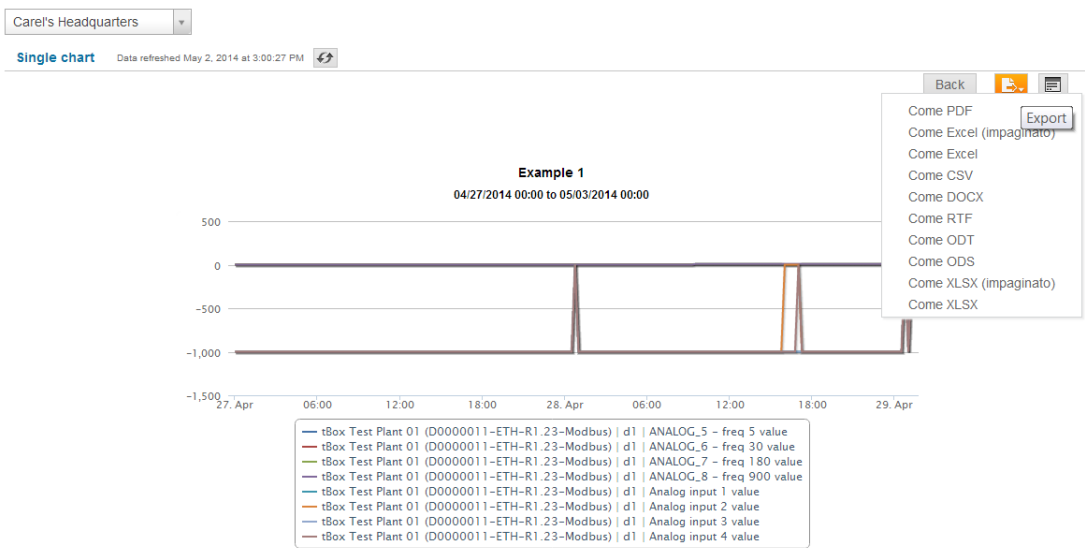 Carel's Headquarters
Single chart Data refreshed May 2, 2014 at 3:00:27 PM
Back
Come PDF
Export
Come Excel (impaginato)
Come Excel
Come CSV
Come DOCX
Come RTF
Come ODT
Come ODS
Come XLSX (impaginato)
Come XLSX
Example 1
04/27/2014 00:00 to 05/03/2014 00:00
500
0
-500
-1,000
-1,500
27. Apr 06:00 12:00 18:00 28. Apr 06:00 12:00 18:00 29. Apr
tBox Test Plant 01 (D0000011-ETH-R1.23-Modbus) | d1 | ANALOG_5 - freq 5 value
tBox Test Plant 01 (D0000011-ETH-R1.23-Modbus) | d1 | ANALOG_6 - freq 30 value
tBox Test Plant 01 (D0000011-ETH-R1.23-Modbus) | d1 | ANALOG_7 - freq 180 value
tBox Test Plant 01 (D0000011-ETH-R1.23-Modbus) | d1 | ANALOG_8 - freq 900 value
tBox Test Plant 01 (D0000011-ETH-R1.23-Modbus) | d1 | Analog input 1 value
tBox Test Plant 01 (D0000011-ETH-R1.23-Modbus) | d1 | Analog input 2 value
tBox Test Plant 01 (D0000011-ETH-R1.23-Modbus) | d1 | Analog input 3 value
tBox Test Plant 01 (D0000011-ETH-R1.23-Modbus) | d1 | Analog input 4 value